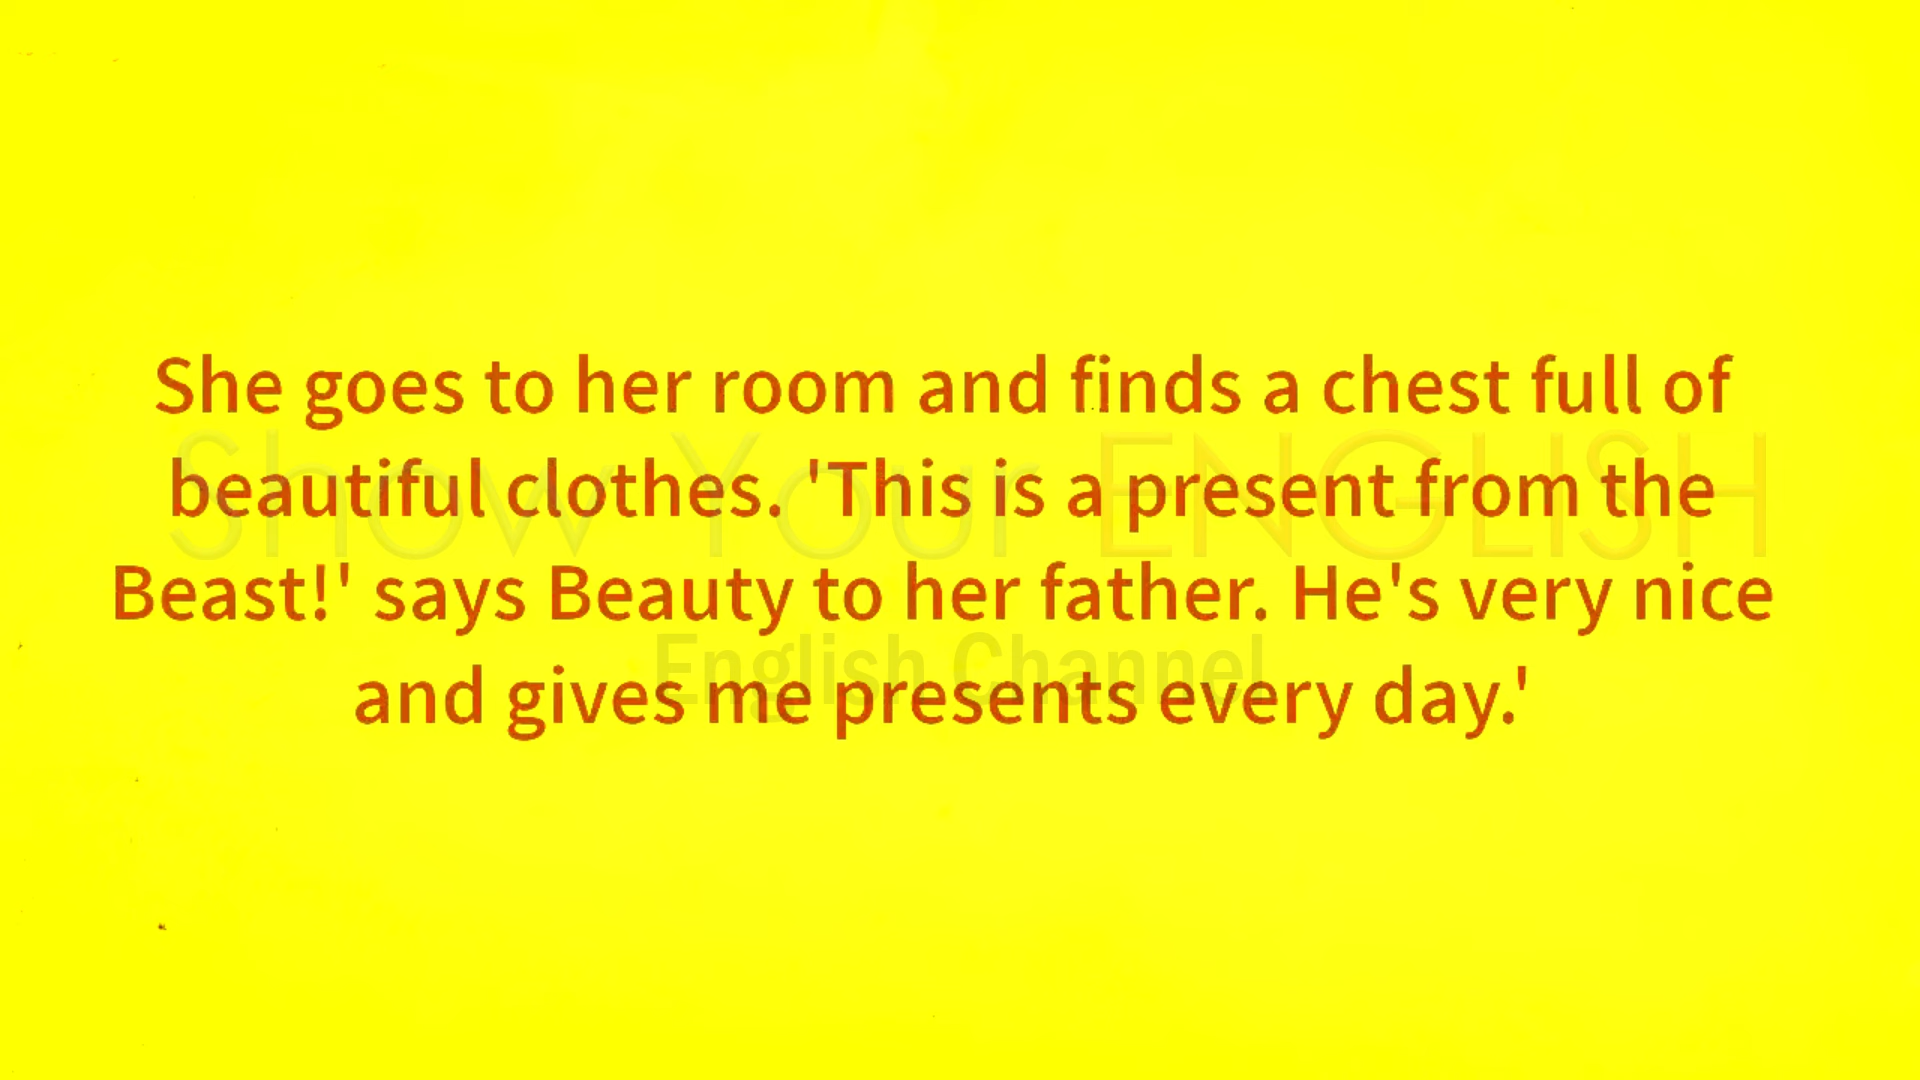 She goes to her room and finds a chest full of
beautiful clothes. 'This is a present from the
Show Your ENGLISH
Beast!' says Beauty to her father. He's very nice
English Channel
and gives me presents every day.'